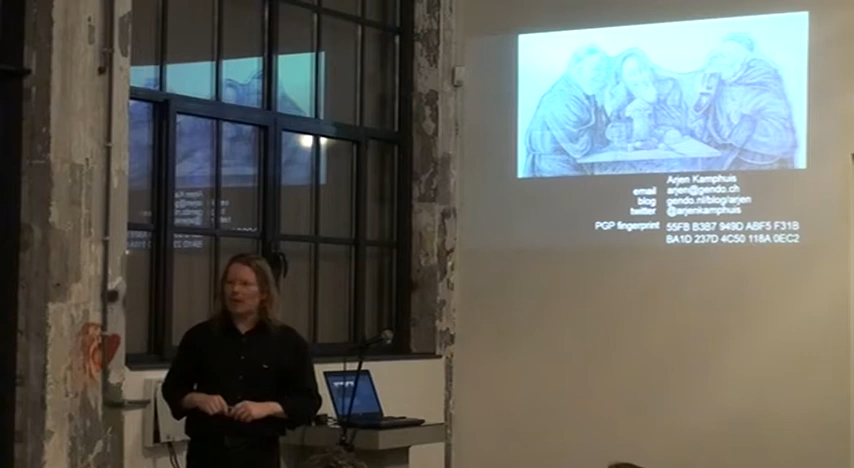 Arjen Kamphuis
email arjen@gendo.ch
blog gendo.nl/blog/arjen
twitter @arjenkamphuis
PGP fingerprint 55FB B3B7 949D ABF5 F31B
BA1D 237D 4C50 118A 0EC2